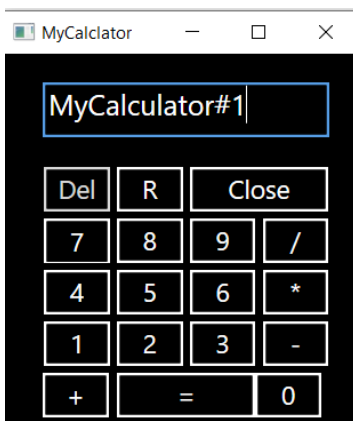 MyCalclator
MyCalculator#1
Del R Close
7 8 9 /
4 5 6 *
1 2 3 -
+ = 0